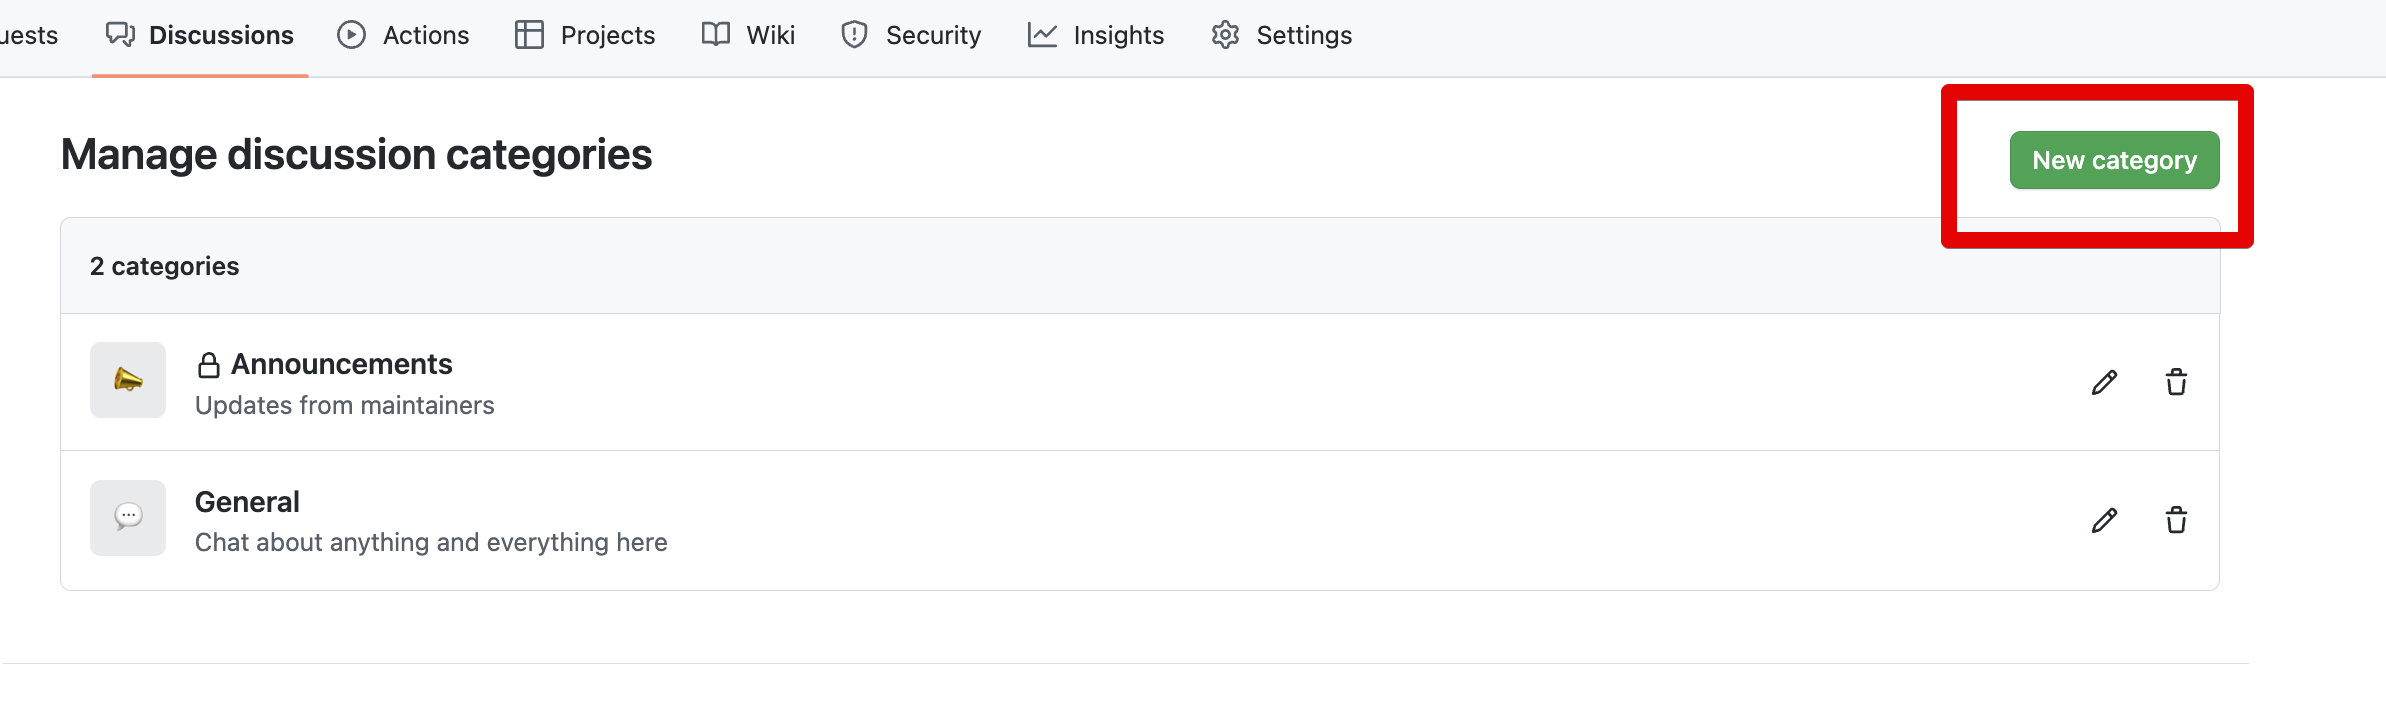 uests Discussions Actions Projects Wiki Security Insights Settings
Manage discussion categories
New category
2 categories
Announcements
Updates from maintainers
General
Chat about anything and everything here